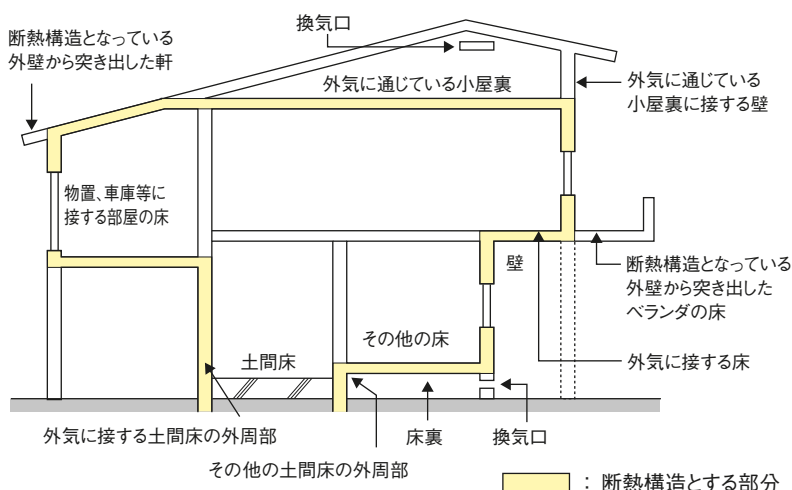 換気口
断熱構造となっている
外壁から突き出した軒
外気に通じている小屋裏
外気に通じている
小屋裏に接する壁
物置、車庫等に
接する部屋の床
壁
断熱構造となっている
外壁から突き出した
ベランダの床
その他の床
土間床
外気に接する床
外気に接する土間床の外周部
床裏
換気口
その他の土間床の外周部
：断熱構造とする部分